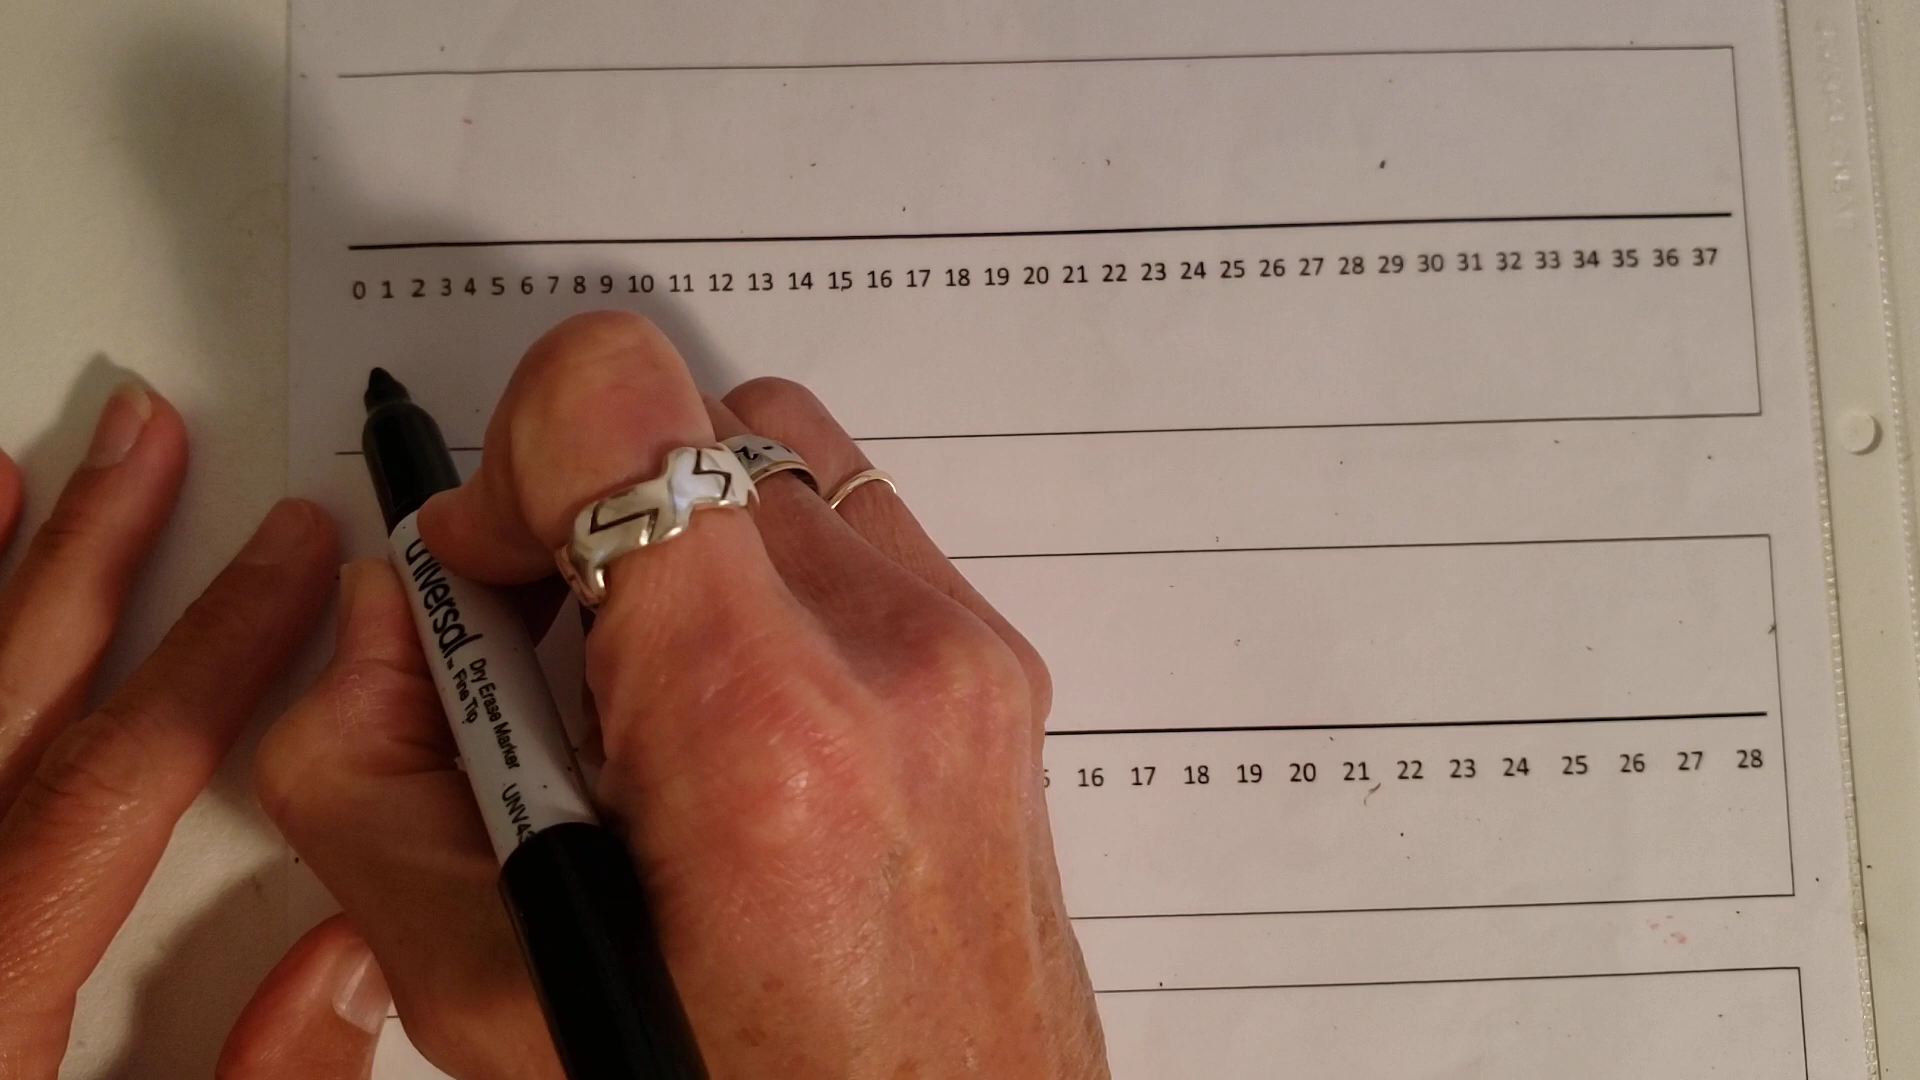 0 1 2 3 4 5 6 7 8 9 10 11 12 13 14 15 16 17 18 19 20 21 22 23 24 25 26 27 28 29 30 31 32 33 34 35 36 37
universal™ Fine Tip
Dry Erase Marker UNV43
16 17 18 19 20 21 22 23 24 25 26 27 28